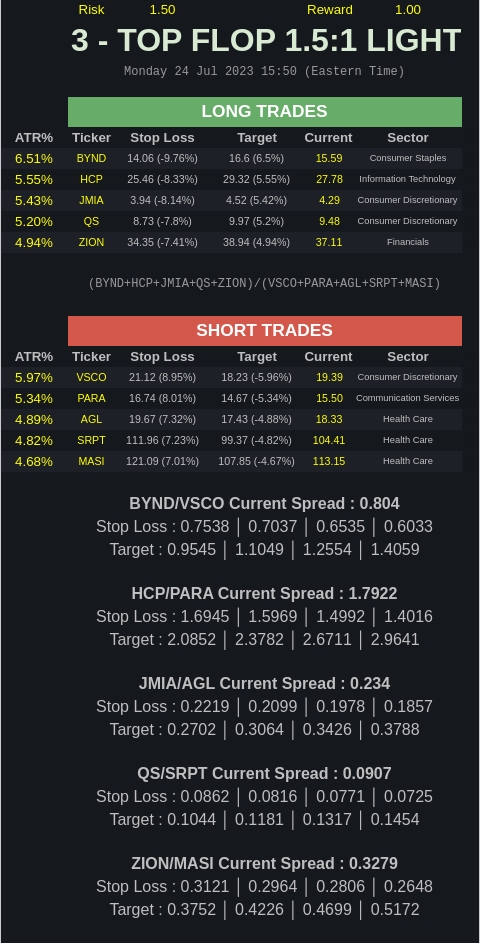 Risk 1.50 Reward 1.00
3 - TOP FLOP 1.5:1 LIGHT
Monday 24 Jul 2023 15:50 (Eastern Time)
LONG TRADES
ATR% Ticker Stop Loss Target Current Sector
6.51% BYND 14.06 (-9.76%) 16.6 (6.5%) 15.59 Consumer Staples
5.55% HCP 25.46 (-8.33%) 29.32 (5.55%) 27.78 Information Technology
5.43% JMIA 3.94 (-8.14%) 4.52 (5.42%) 4.29 Consumer Discretionary
5.20% QS 8.73 (-7.8%) 9.97 (5.2%) 9.48 Consumer Discretionary
4.94% ZION 34.35 (-7.41%) 38.94 (4.94%) 37.11 Financials
(BYND+HCP+JMIA+QS+ZION)/(VSCO+PARA+AGL+SRPT+MASI)
SHORT TRADES
ATR% Ticker Stop Loss Target Current Sector
5.97% VSCO 21.12 (8.95%) 18.23 (-5.96%) 19.39 Consumer Discretionary
5.34% PARA 16.74 (8.01%) 14.67 (-5.34%) 15.50 Communication Services
4.89% AGL 19.67 (7.32%) 17.43 (-4.88%) 18.33 Health Care
4.82% SRPT 111.96 (7.23%) 99.37 (-4.82%) 104.41 Health Care
4.68% MASI 121.09 (7.01%) 107.85 (-4.67%) 113.15 Health Care
BYND/VSCO Current Spread : 0.804
Stop Loss : 0.7538 | 0.7037 | 0.6535 | 0.6033
Target : 0.9545 | 1.1049 | 1.2554 | 1.4059
HCP/PARA Current Spread : 1.7922
Stop Loss : 1.6945 | 1.5969 | 1.4992 | 1.4016
Target : 2.0852 | 2.3782 | 2.6711 | 2.9641
JMIA/AGL Current Spread : 0.234
Stop Loss : 0.2219 | 0.2099 | 0.1978 | 0.1857
Target : 0.2702 | 0.3064 | 0.3426 | 0.3788
QS/SRPT Current Spread : 0.0907
Stop Loss : 0.0862 | 0.0816 | 0.0771 | 0.0725
Target : 0.1044 | 0.1181 | 0.1317 | 0.1454
ZION/MASI Current Spread : 0.3279
Stop Loss : 0.3121 | 0.2964 | 0.2806 | 0.2648
Target : 0.3752 | 0.4226 | 0.4699 | 0.5172